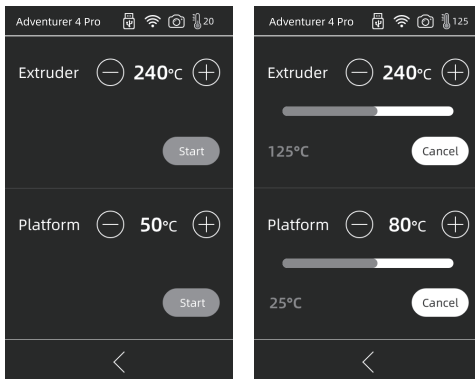 Adventurer 4 Pro 20
Extruder 240°C
Start
Platform 50°C
Start
Adventurer 4 Pro 125
Extruder 240°C
125°C Cancel
Platform 80°C
25°C Cancel